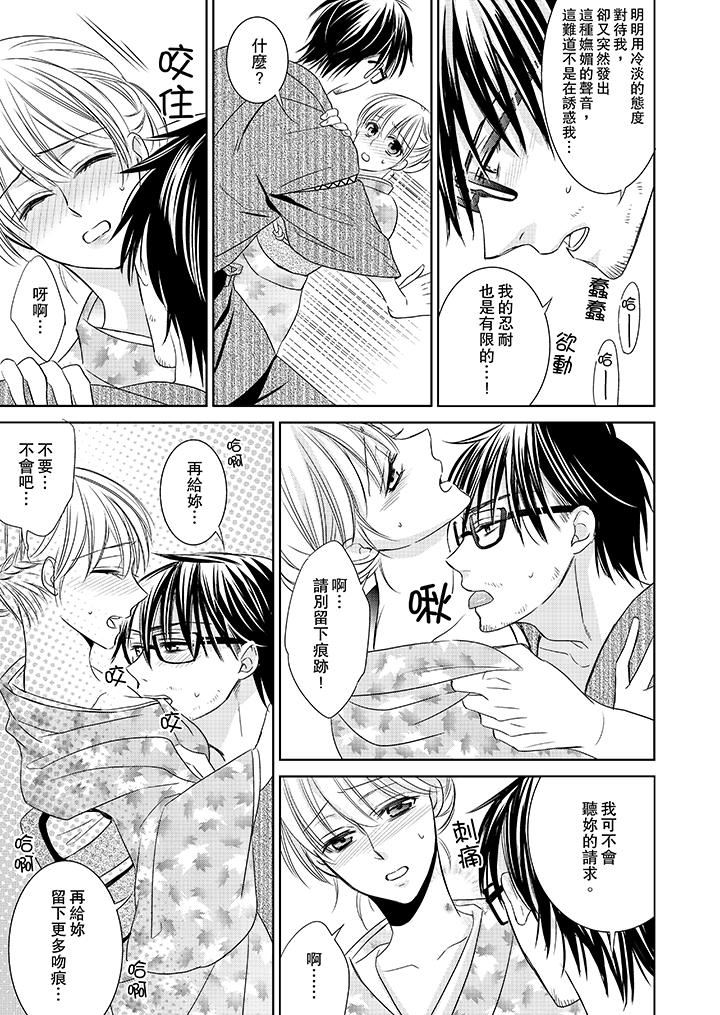 明明用冷淡的態度
對待我，
卻又突然發出
這種嫵媚的聲音，
這難道不是在誘惑我…
哈—
哈—
蠢蠢
欲動
我的忍耐
也是有限的…！
什麼？
咬住
呀啊…
啾
啊…
請別留下痕跡！
哈啊
再給妳…
不要…
不會吧…
咬
咬
我可不會
聽妳的請求。
刺痛
啊……
哈啊
再給妳
留下更多吻痕…
哈啊
哈啊